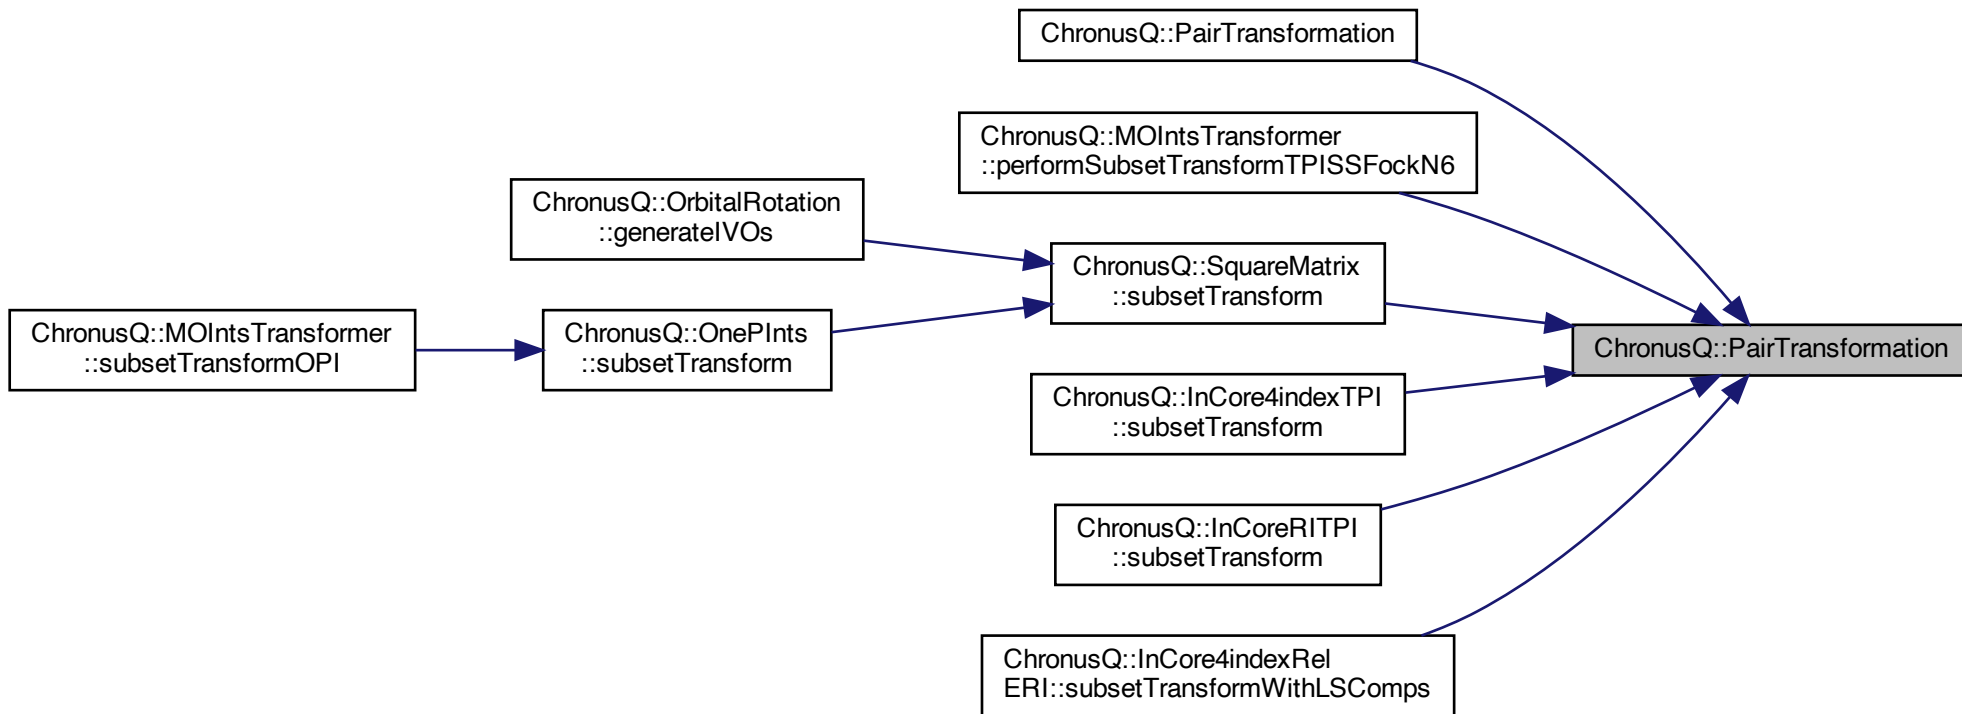 ChronusQ::PairTransformation
ChronusQ::MOIntsTransformer
::performSubsetTransformTPISSFockN6
ChronusQ::OrbitalRotation
::generateIVOs
ChronusQ::SquareMatrix
::subsetTransform
ChronusQ::MOIntsTransformer
::subsetTransformOPI
ChronusQ::OnePInts
::subsetTransform
ChronusQ::PairTransformation
ChronusQ::InCore4indexTPI
::subsetTransform
ChronusQ::InCoreRITPI
::subsetTransform
ChronusQ::InCore4indexRel
ERI::subsetTransformWithLSComps